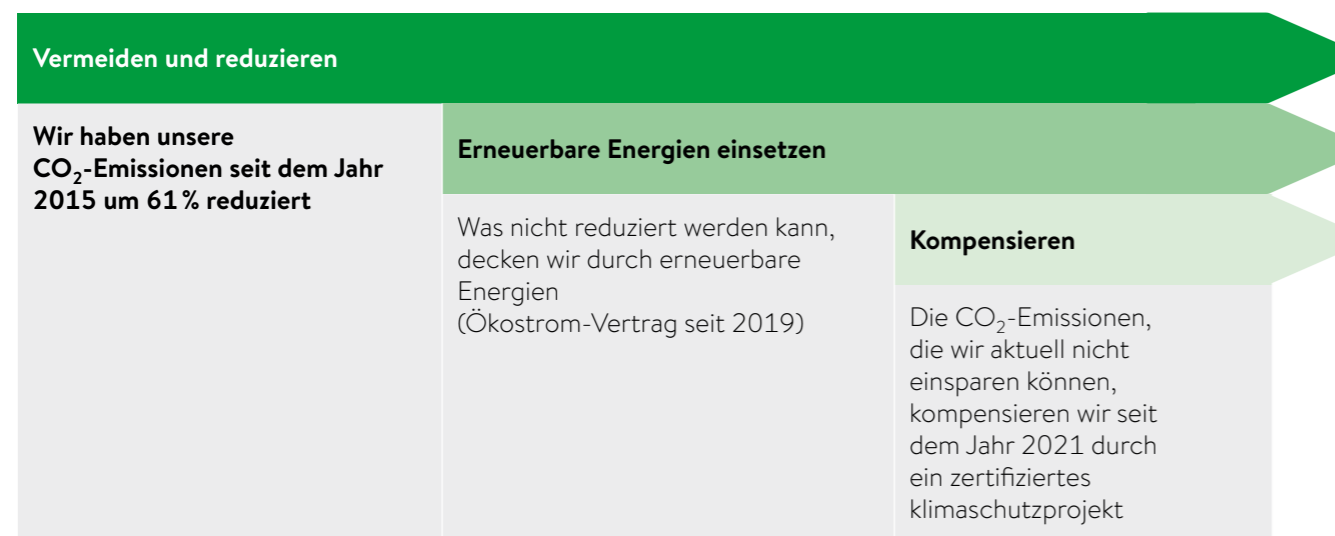 Vermeiden und reduzieren
Wir haben unsere
CO₂-Emissionen seit dem Jahr
2015 um 61 % reduziert
Erneuerbare Energien einsetzen
Was nicht reduziert werden kann,
decken wir durch erneuerbare
Energien
(Ökostrom-Vertrag seit 2019)
Kompensieren
Die CO₂-Emissionen,
die wir aktuell nicht
einsparen können,
kompensieren wir seit
dem Jahr 2021 durch
ein zertifiziertes
klimaschutzprojekt